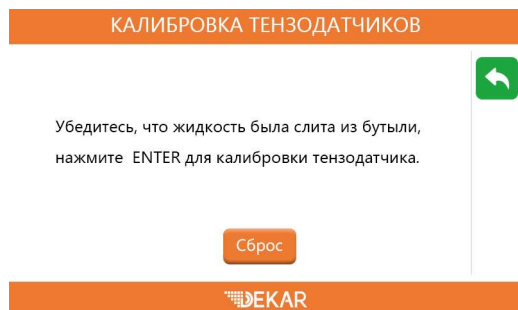 КАЛИБРОВКА ТЕНЗОДАТЧИКОВ
Убедитесь, что жидкость была слита из бутыли,
нажмите ENTER для калибровки тензодатчика.
Сброс
DEKAR